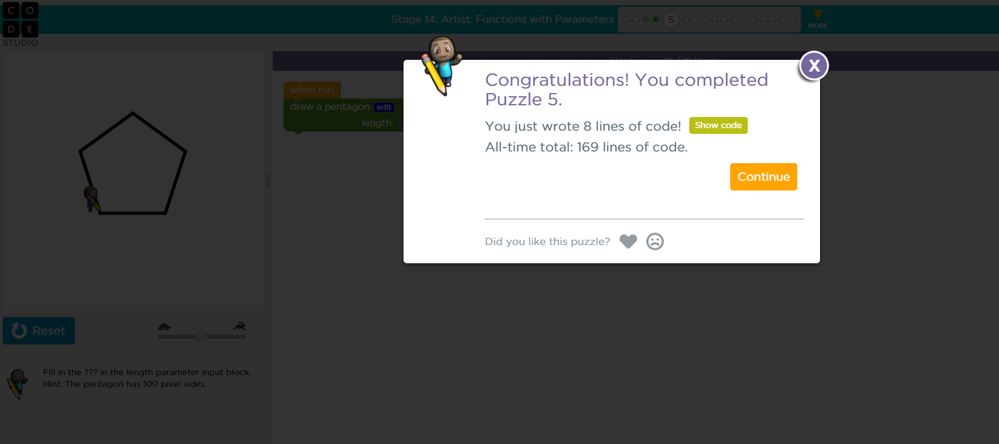 C O
D E
STUDIO
Stage 14: Artist: Functions with Parameters
5
MORE
when run
draw a pentagon edit
length
X
Congratulations! You completed
Puzzle 5.
You just wrote 8 lines of code! Show code
All-time total: 169 lines of code.
Continue
Did you like this puzzle?
Reset
Fill in the ??? in the length parameter input block.
Hint: The pentagon has 100 pixel sides.